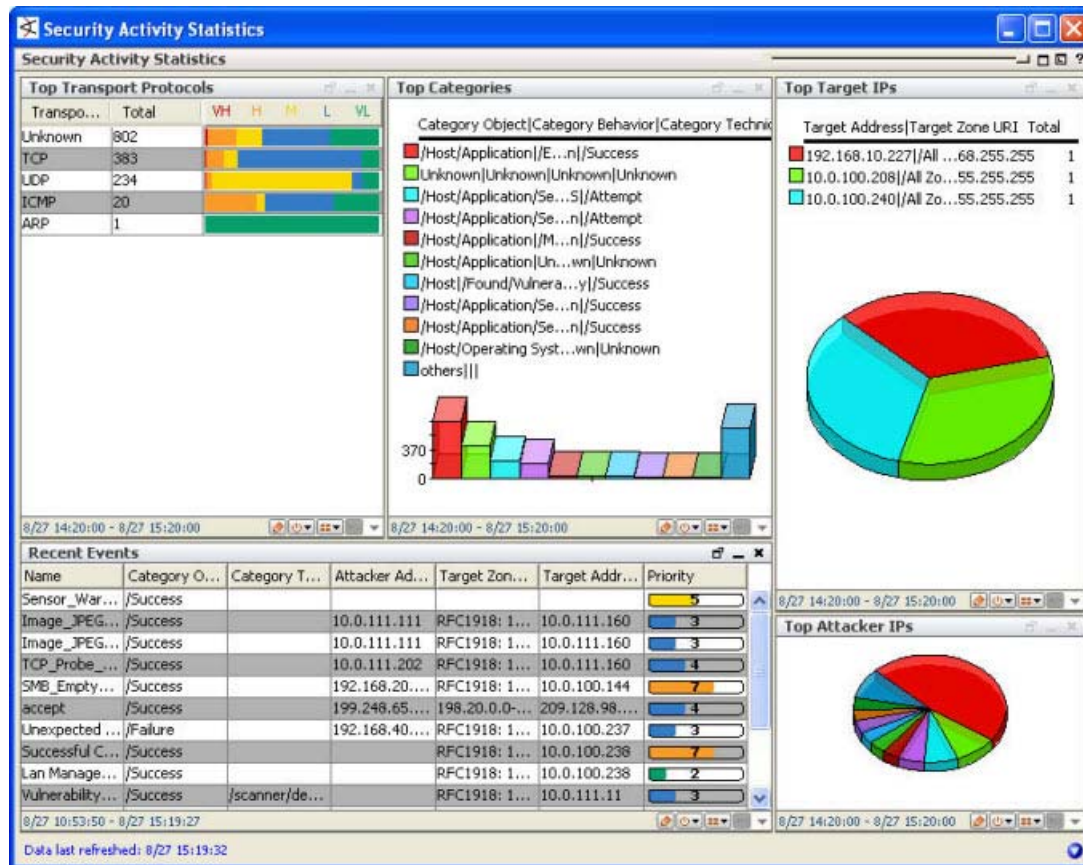 Security Activity Statistics
Security Activity Statistics
Top Transport Protocols
Transpo... Total VH H M L VL
Unknown 802
TCP 383
UDP 234
ICMP 20
ARP 1
8/27 14:20:00 - 8/27 15:20:00
Top Categories
Category Object|Category Behavior|Category Technic
/Host/Application|/E...n|/Success
Unknown|Unknown|Unknown|Unknown
/Host/Application/Se...S|/Attempt
/Host/Application/Se...n|/Attempt
/Host/Application|/M...n|/Success
/Host/Application|Un...wn|Unknown
/Host|/Found/Vulnera...y|/Success
/Host/Application/Se...n|/Success
/Host/Application/Se...n|/Success
/Host/Operating Syst...wn|Unknown
others|||
370
0
8/27 14:20:00 - 8/27 15:20:00
Top Target IPs
Target Address|Target Zone URI Total
192.168.10.227|/All ...68.255.255 1
10.0.100.208|/All Zo...55.255.255 1
10.0.100.240|/All Zo...55.255.255 1
8/27 14:20:00 - 8/27 15:20:00
Recent Events
Name Category O... Category T... Attacker Ad... Target Zon... Target Addr... Priority
Sensor_War... /Success 5
Image_JPEG... /Success 10.0.111.111 RFC1918: 1... 10.0.111.160 3
Image_JPEG... /Success 10.0.111.111 RFC1918: 1... 10.0.111.160 3
TCP_Probe_... /Success 10.0.111.202 RFC1918: 1... 10.0.111.160 4
SMB_Empty... /Success 192.168.20.... RFC1918: 1... 10.0.100.144 7
accept /Success 199.248.65.... 198.20.0.0-... 209.128.98.... 4
Unexpected ... /Failure 192.168.40.... RFC1918: 1... 10.0.100.237 3
Successful C... /Success RFC1918: 1... 10.0.100.238 7
Lan Manage... /Success RFC1918: 1... 10.0.100.238 2
Vulnerability... /Success /scanner/de... RFC1918: 1... 10.0.111.11 3
8/27 10:53:50 - 8/27 15:19:27
Top Attacker IPs
8/27 14:20:00 - 8/27 15:20:00
Data last refreshed: 8/27 15:19:32